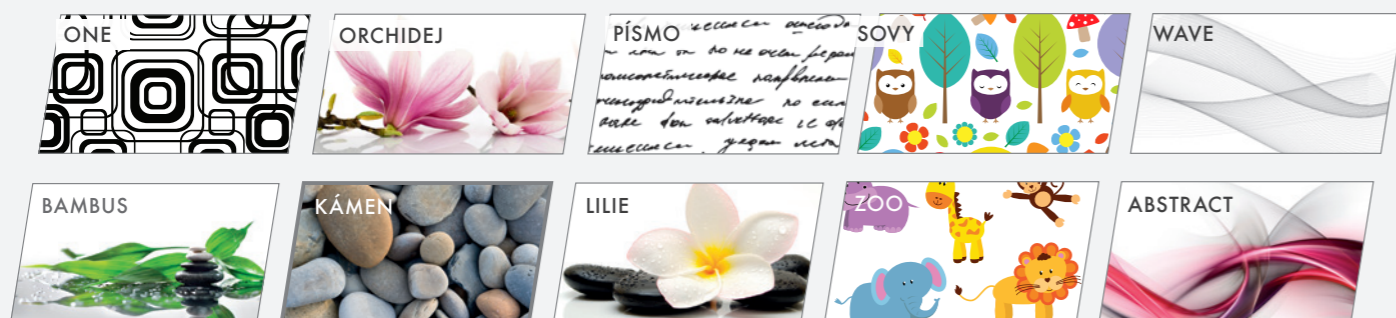 ONE
ORCHIDEJ
PÍSMO
SOVY
WAVE
BAMBUS
KÁMEN
LILIE
ZOO
ABSTRACT